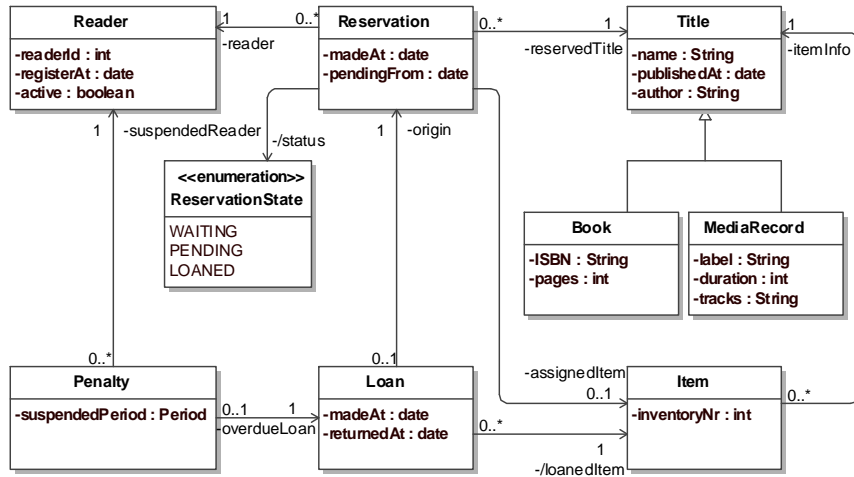 Reader
-readerId : int
-registerAt : date
-active : boolean
1
0..*
-reader
Reservation
-madeAt : date
-pendingFrom : date
0..*
1
-reservedTitle
Title
-name : String
-publishedAt : date
-author : String
1
-itemInfo
1
-suspendedReader
-/status
1
-origin
<<enumeration>>
ReservationState
WAITING
PENDING
LOANED
Book
-ISBN : String
-pages : int
MediaRecord
-label : String
-duration : int
-tracks : String
0..*
0..1
-assignedItem
0..1
Penalty
-suspendedPeriod : Period
0..1
1
-overdueLoan
Loan
-madeAt : date
-returnedAt : date
0..*
1
-/loanedItem
Item
-inventoryNr : int
0..*